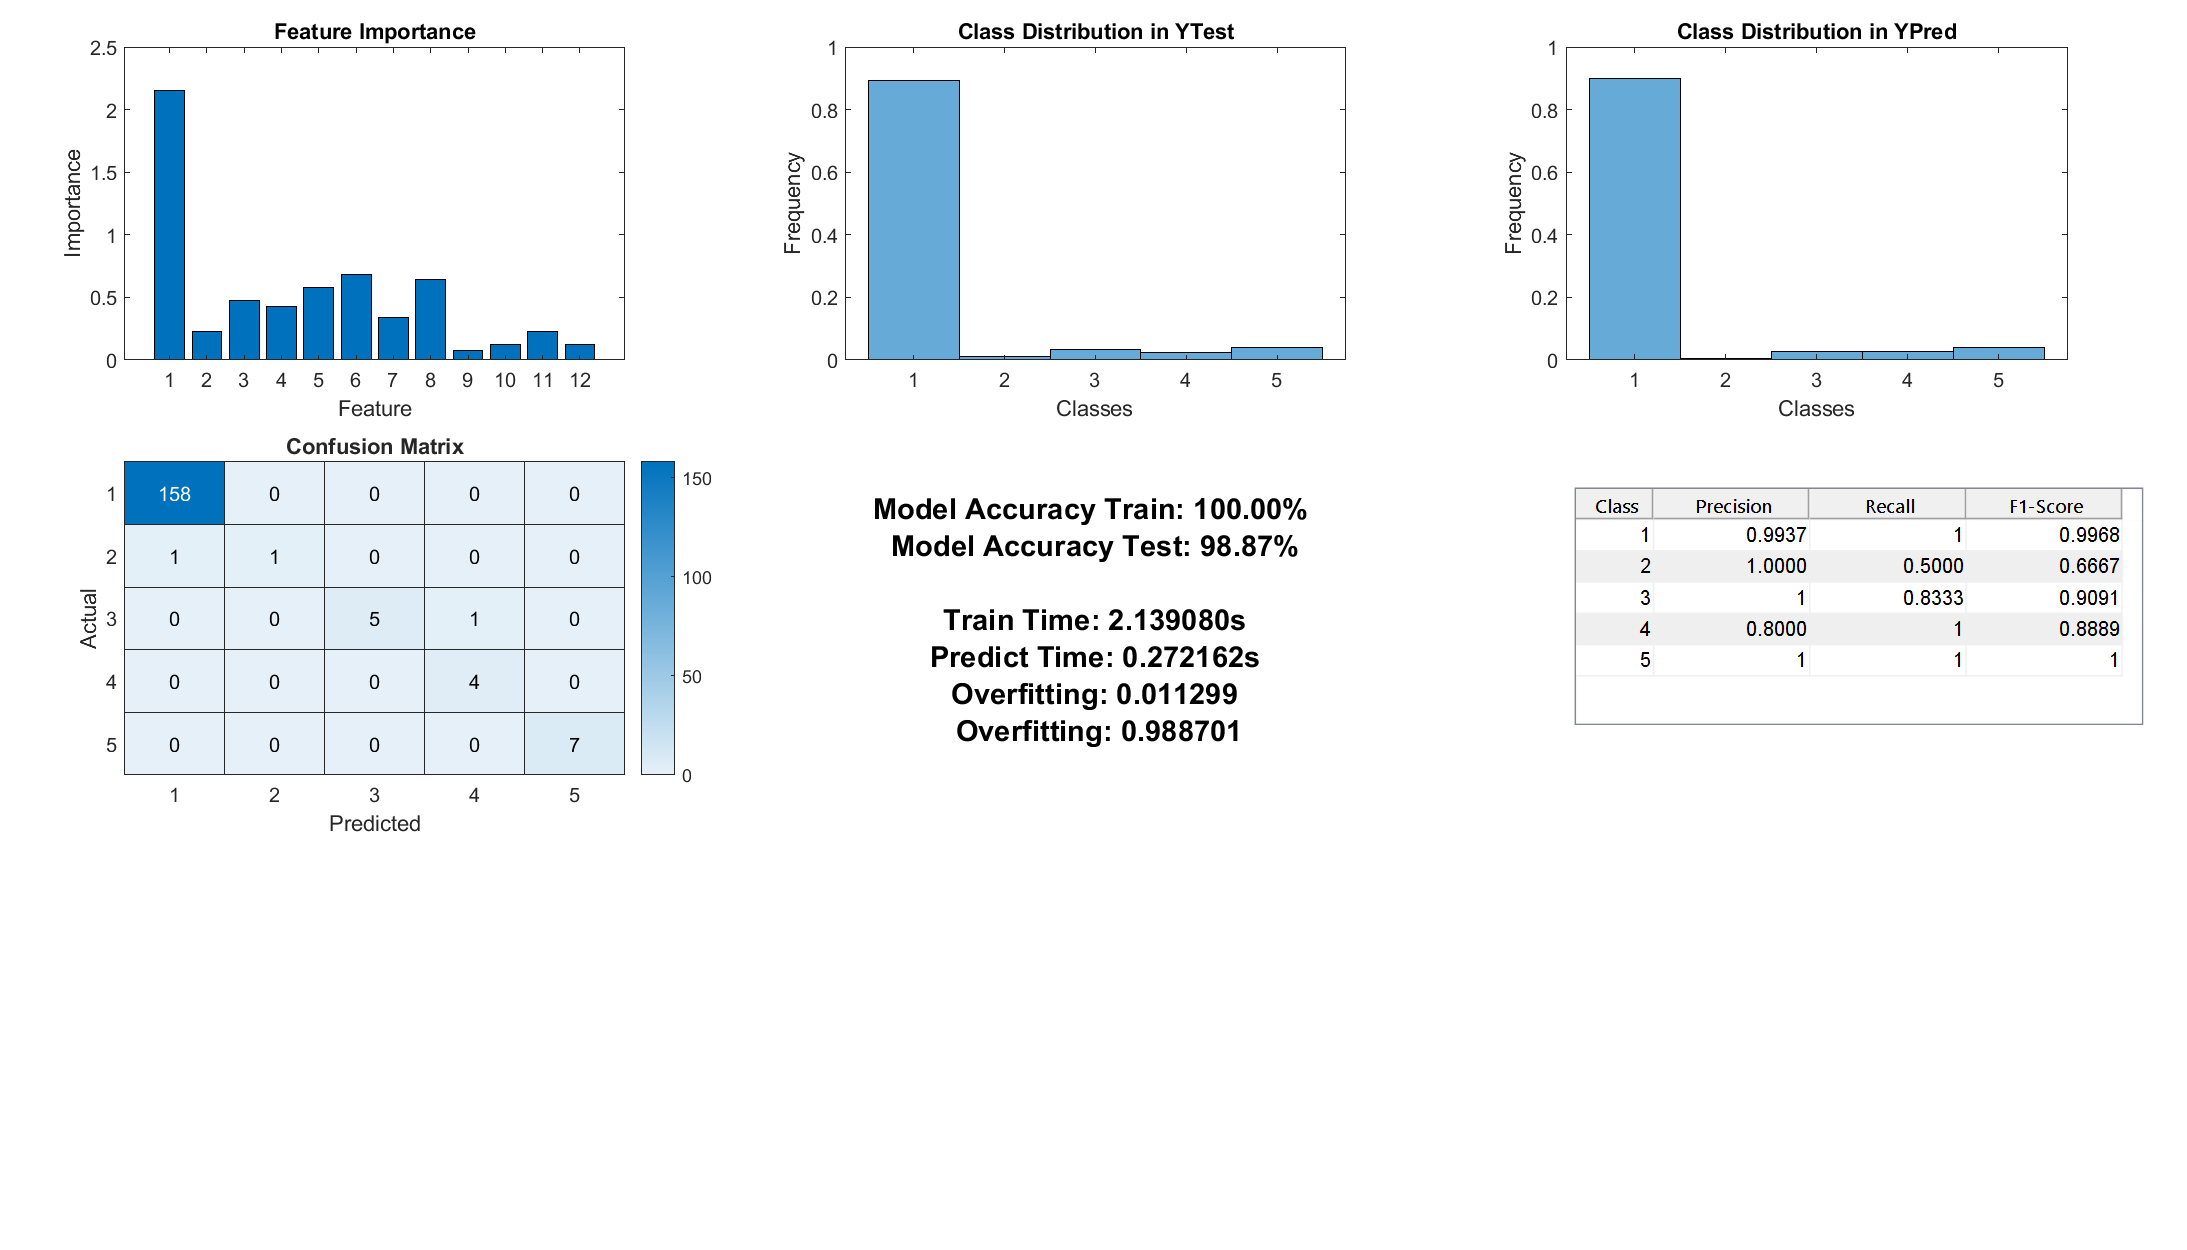 Feature Importance
2.5
2
1.5
1
0.5
0
Importance
1 2 3 4 5 6 7 8 9 10 11 12
Feature
Class Distribution in YTest
1
0.8
0.6
0.4
0.2
0
Frequency
1 2 3 4 5
Classes
Class Distribution in YPred
1
0.8
0.6
0.4
0.2
0
Frequency
1 2 3 4 5
Classes
Confusion Matrix
Actual
1 158 0 0 0 0
2 1 1 0 0 0
3 0 0 5 1 0
4 0 0 0 4 0
5 0 0 0 0 7
1 2 3 4 5
Predicted
150
100
50
0
Model Accuracy Train: 100.00%
Model Accuracy Test: 98.87%
Train Time: 2.139080s
Predict Time: 0.272162s
Overfitting: 0.011299
Overfitting: 0.988701
Class Precision Recall F1-Score
1 0.9937 1 0.9968
2 1.0000 0.5000 0.6667
3 1 0.8333 0.9091
4 0.8000 1 0.8889
5 1 1 1